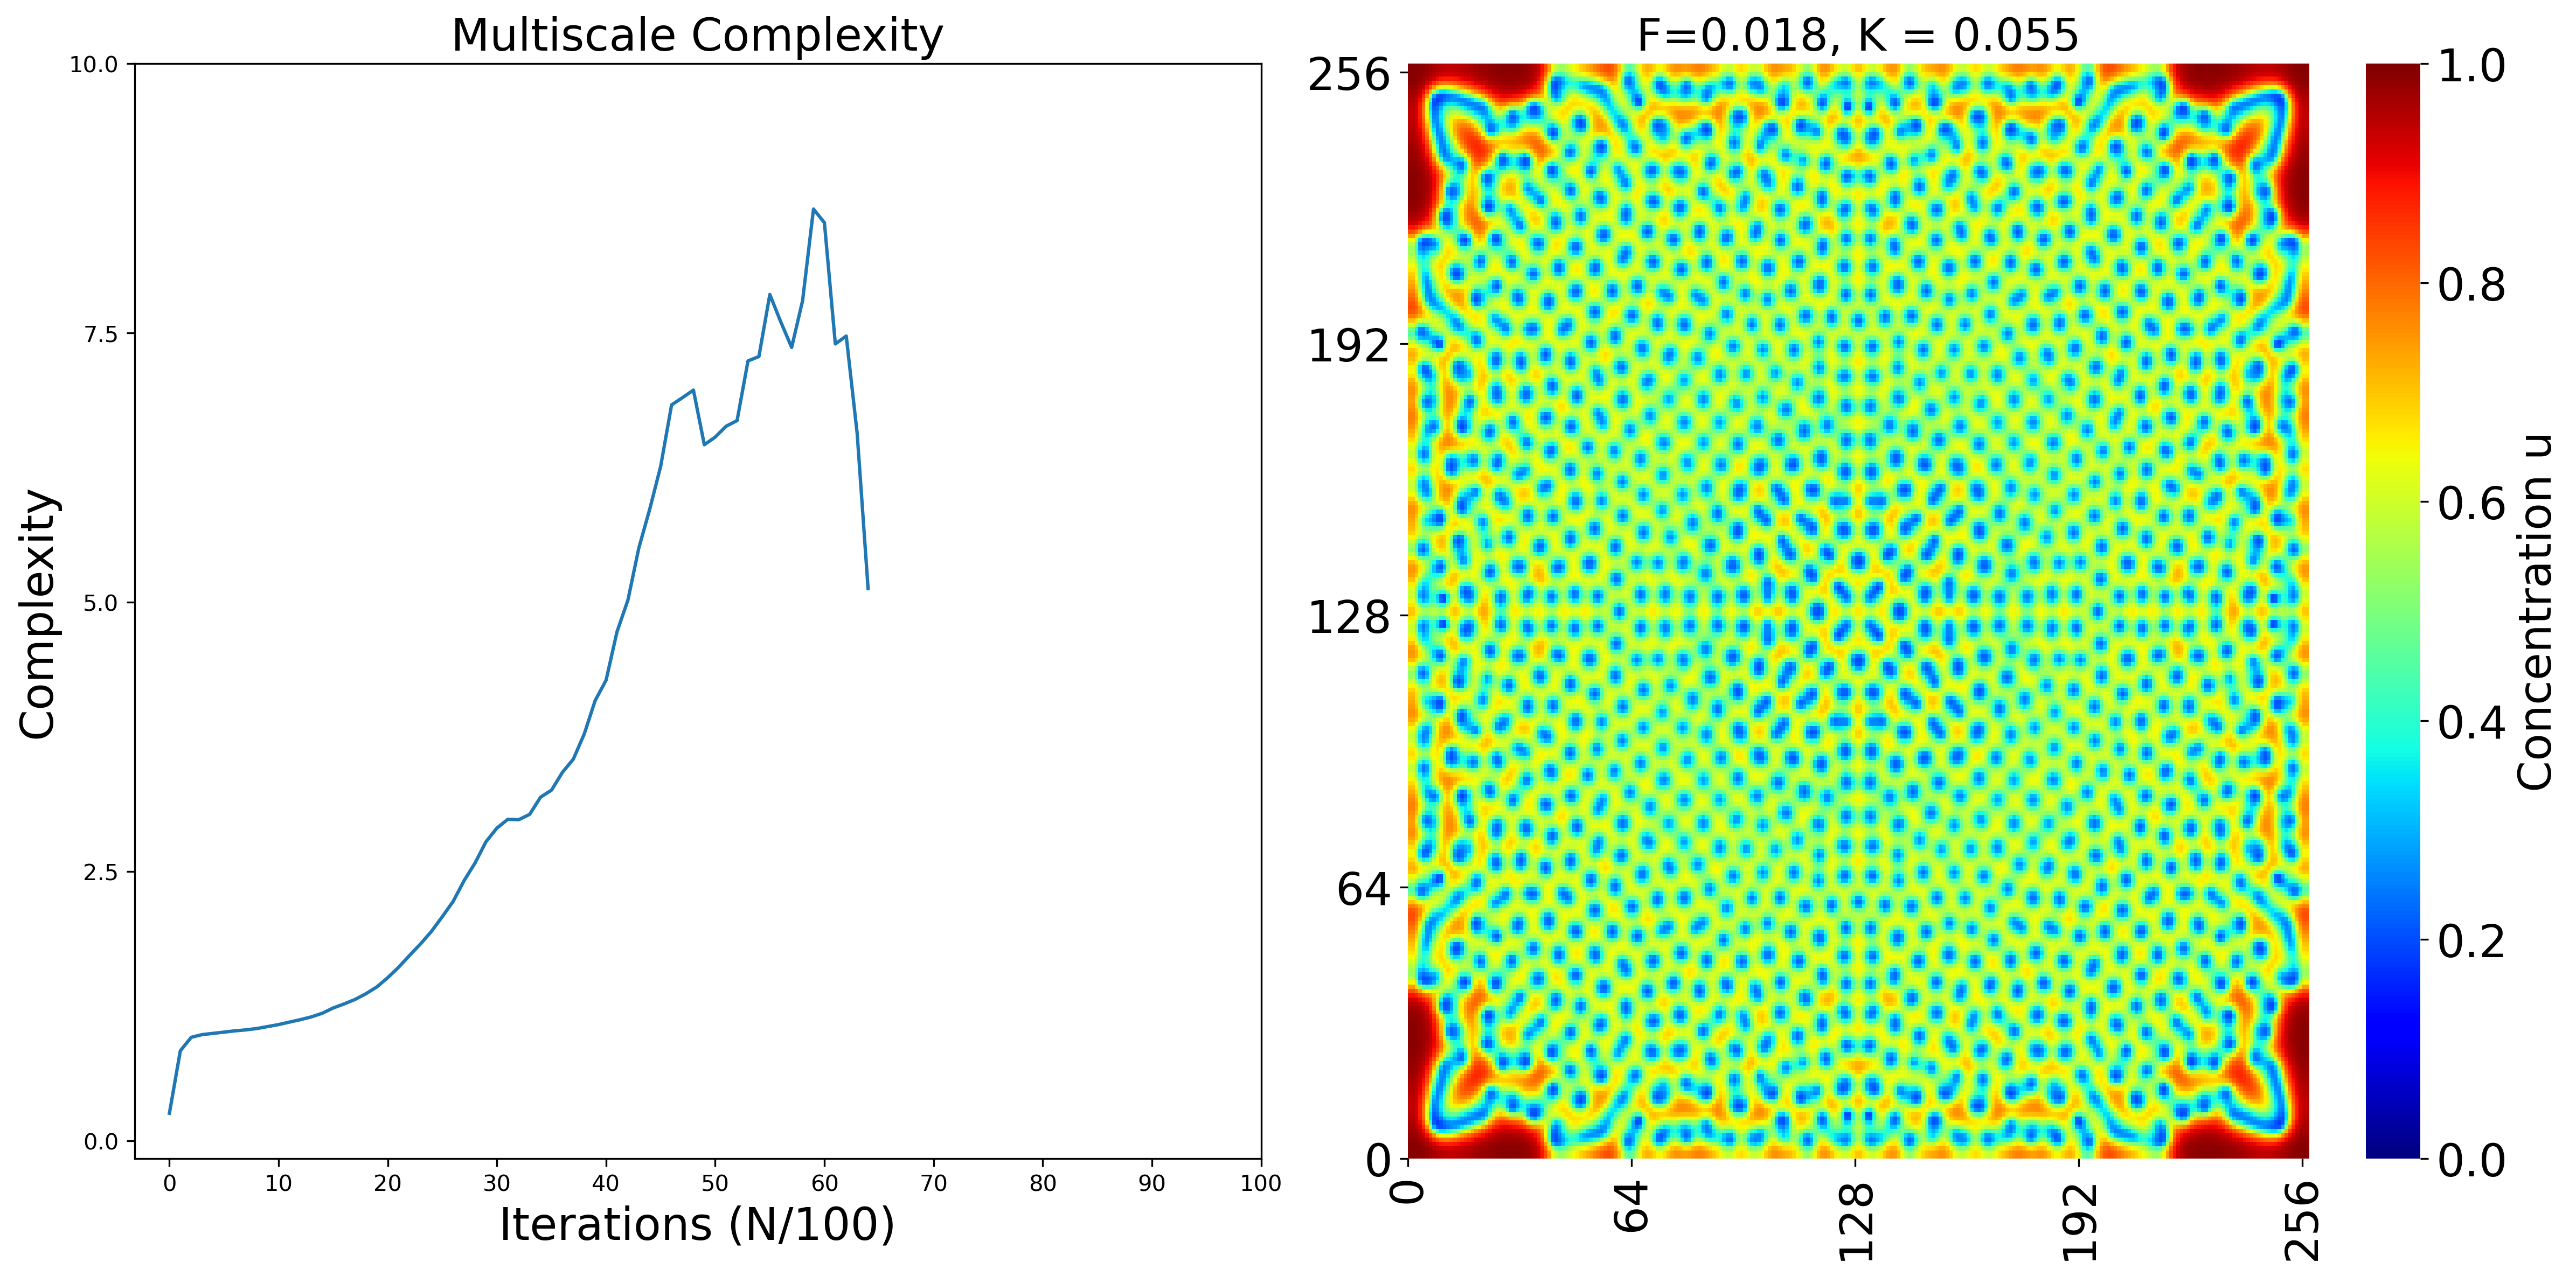 Multiscale Complexity
10.0
7.5
5.0
2.5
0.0
Complexity
0 10 20 30 40 50 60 70 80 90 100
Iterations (N/100)
F=0.018, K = 0.055
256
192
128
64
0
0 64 128 192 256
1.0
0.8
0.6
0.4
0.2
0.0
Concentration u